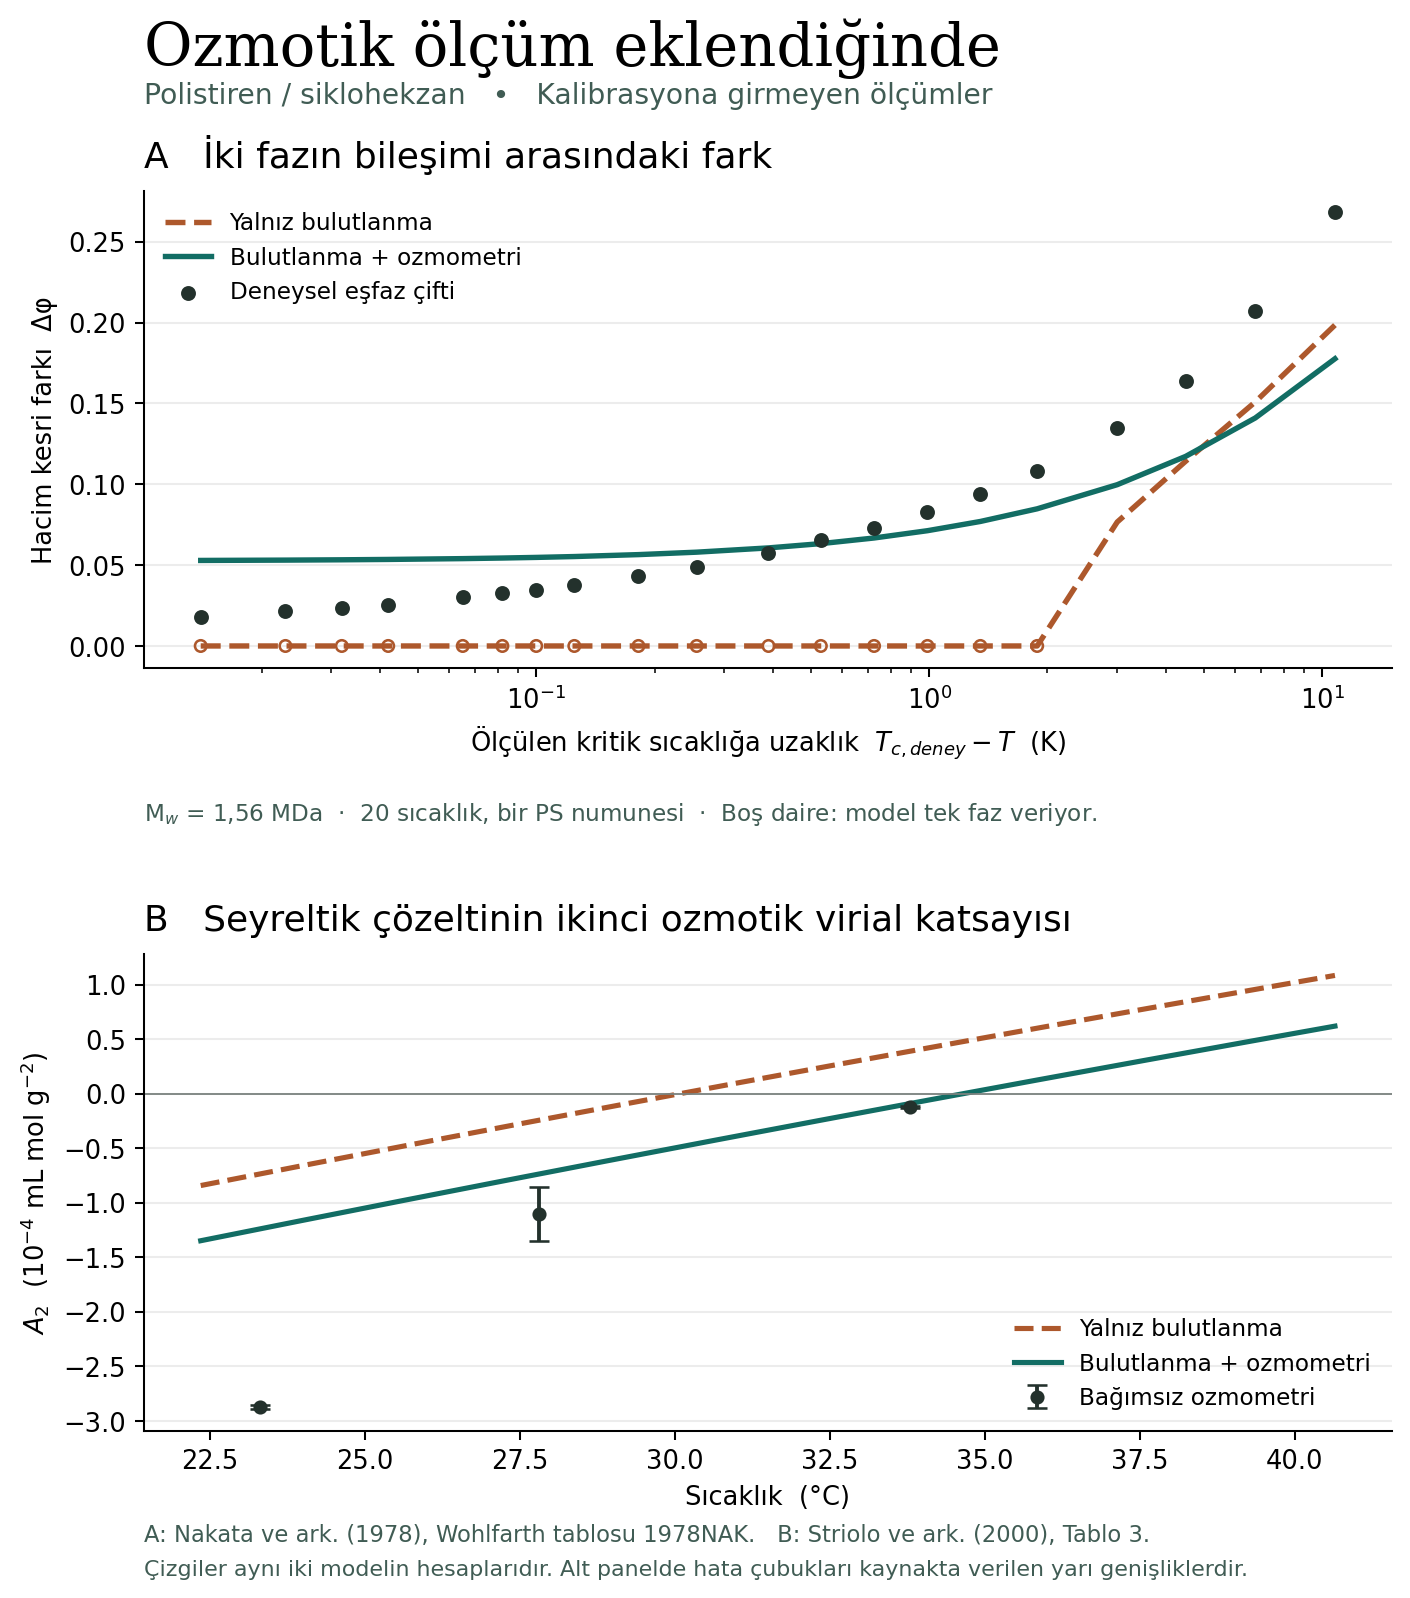 Ozmotik ölçüm eklendiğinde
Polistiren / siklohekzan • Kalibrasyona girmeyen ölçümler
A İki fazın bileşimi arasındaki fark
Yalnız bulutlanma
Bulutlanma + ozmometri
Deneysel eşfaz çifti
Hacim kesri farkı Δφ
0.25
0.20
0.15
0.10
0.05
0.00
10⁻¹ 10⁰ 10¹
Ölçülen kritik sıcaklığa uzaklık T_{c,deney} − T (K)
M_w = 1,56 MDa · 20 sıcaklık, bir PS numunesi · Boş daire: model tek faz veriyor.
B Seyreltik çözeltinin ikinci ozmotik virial katsayısı
A₂ (10⁻⁴ mL mol g⁻²)
1.0
0.5
0.0
−0.5
−1.0
−1.5
−2.0
−2.5
−3.0
Yalnız bulutlanma
Bulutlanma + ozmometri
Bağımsız ozmometri
22.5 25.0 27.5 30.0 32.5 35.0 37.5 40.0
Sıcaklık (°C)
A: Nakata ve ark. (1978), Wohlfarth tablosu 1978NAK. B: Striolo ve ark. (2000), Tablo 3.
Çizgiler aynı iki modelin hesaplarıdır. Alt panelde hata çubukları kaynakta verilen yarı genişliklerdir.